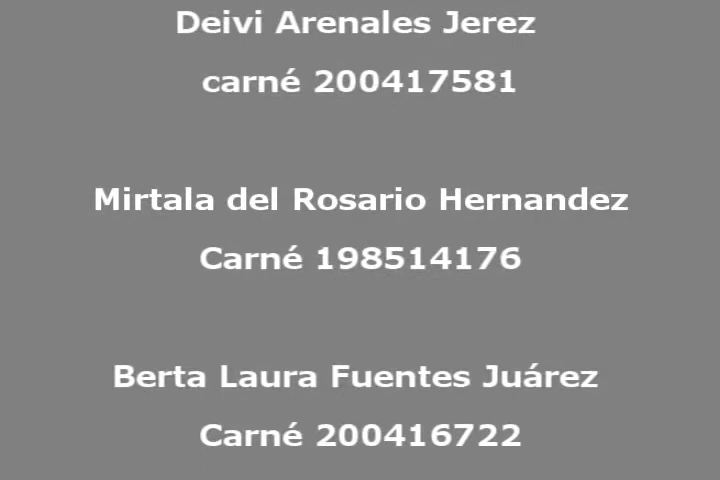 Deivi Arenales Jerez
carné 200417581
Mirtala del Rosario Hernandez
Carné 198514176
Berta Laura Fuentes Juárez
Carné 200416722